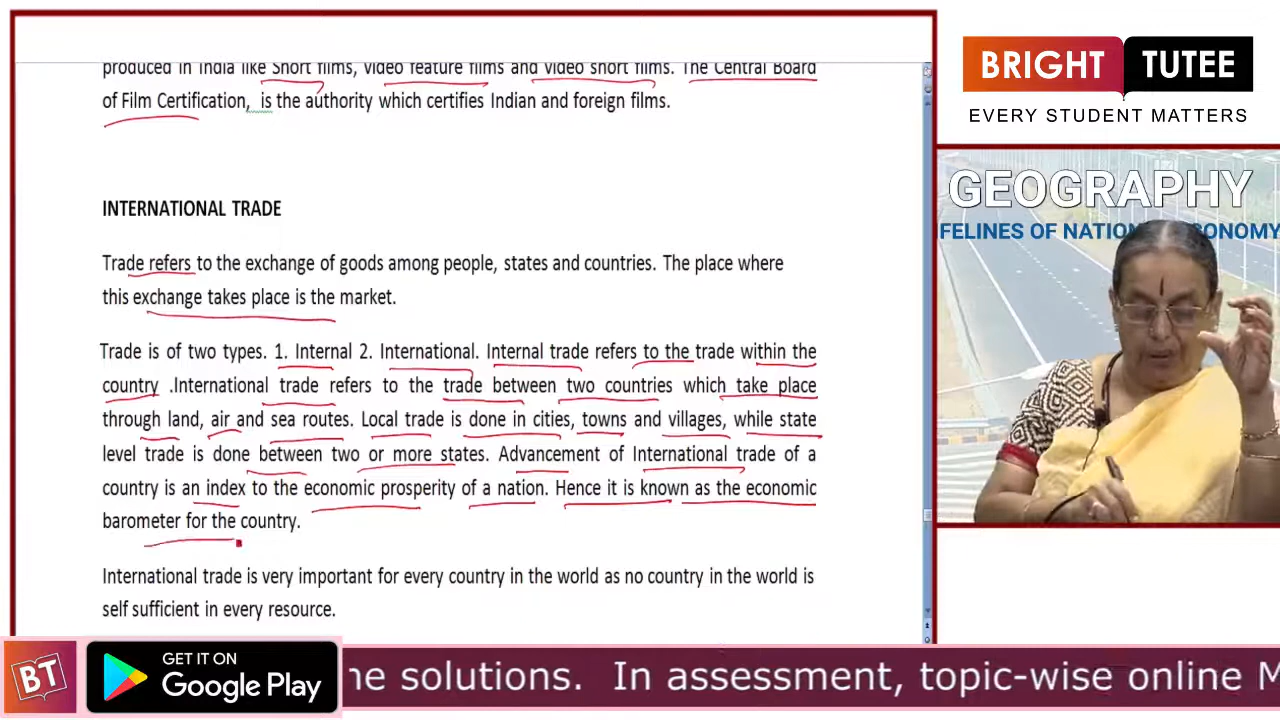 produced in India like Short films, video feature films and video short films. The Central Board
of Film Certification, is the authority which certifies Indian and foreign films.
INTERNATIONAL TRADE
Trade refers to the exchange of goods among people, states and countries. The place where
this exchange takes place is the market.
Trade is of two types. 1. Internal 2. International. Internal trade refers to the trade within the
country .International trade refers to the trade between two countries which take place
through land, air and sea routes. Local trade is done in cities, towns and villages, while state
level trade is done between two or more states. Advancement of International trade of a
country is an index to the economic prosperity of a nation. Hence it is known as the economic
barometer for the country.
International trade is very important for every country in the world as no country in the world is
self sufficient in every resource.
BRIGHT TUTEE
EVERY STUDENT MATTERS
GEOGRAPHY
FELINES OF NATION ONOMY
BT
GET IT ON
Google Play
he solutions. In assessment, topic-wise online M